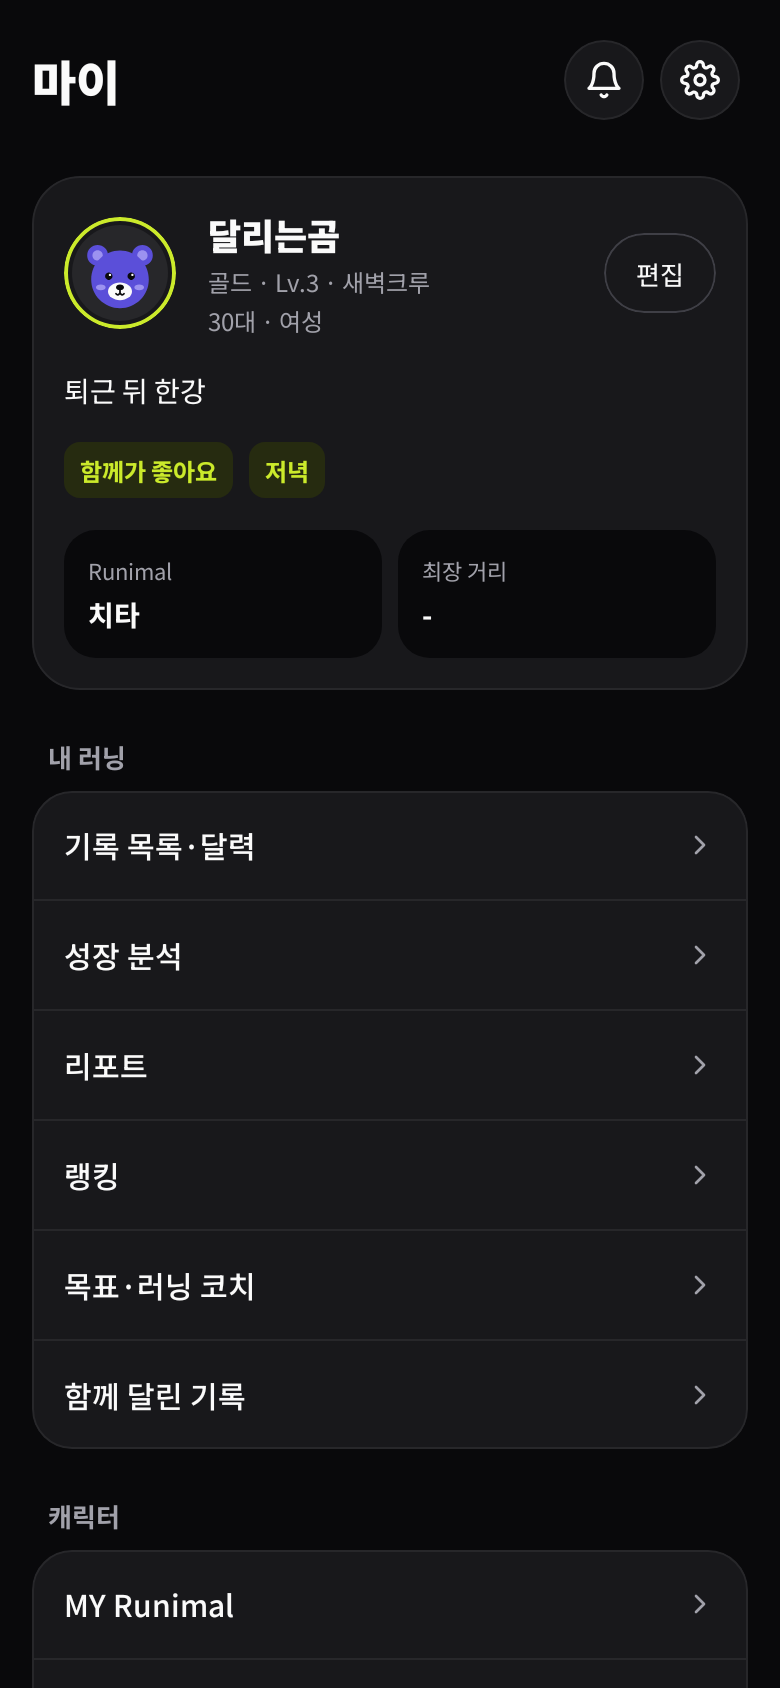 마이
달리는곰
골드 · Lv.3 · 새벽크루
30대 · 여성
편집
퇴근 뒤 한강
함께가 좋아요
저녁
Runimal
치타
최장 거리
-
내 러닝
기록 목록·달력
성장 분석
리포트
랭킹
목표·러닝 코치
함께 달린 기록
캐릭터
MY Runimal